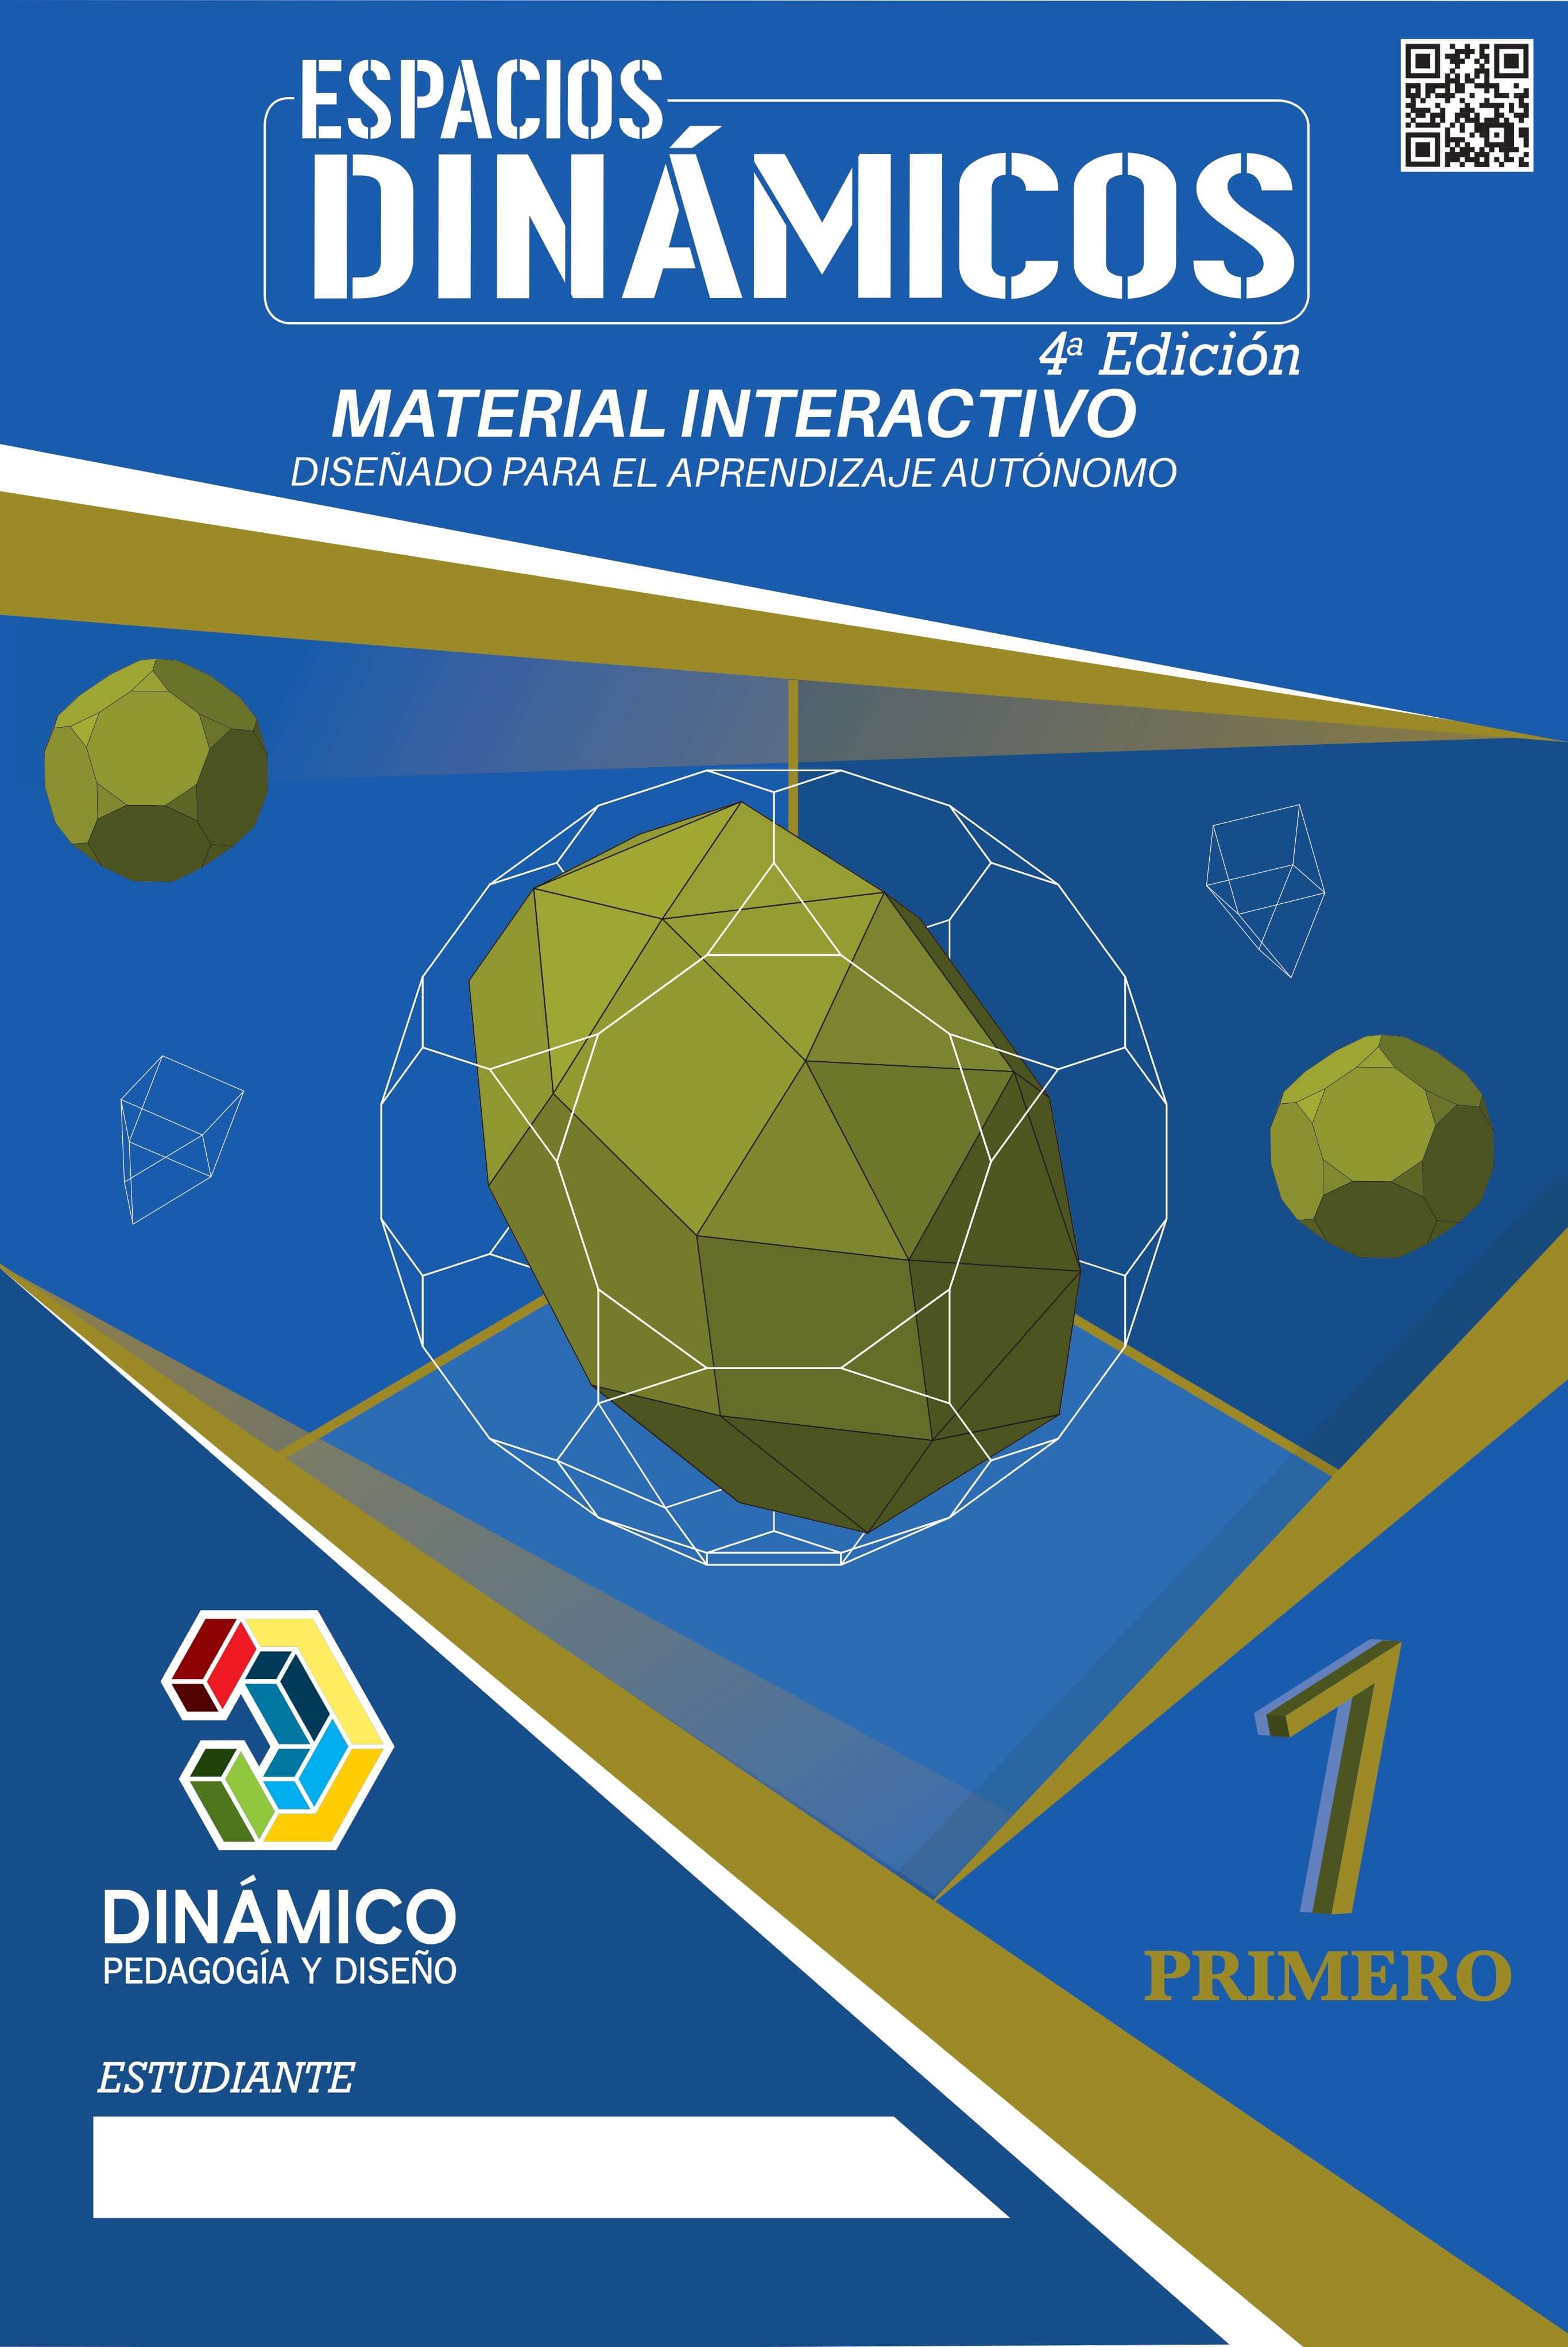 ESPACIOS
DINÁMICOS
4ª Edición
MATERIAL INTERACTIVO
DISEÑADO PARA EL APRENDIZAJE AUTÓNOMO
1
PRIMERO
DINÁMICO
PEDAGOGÍA Y DISEÑO
ESTUDIANTE